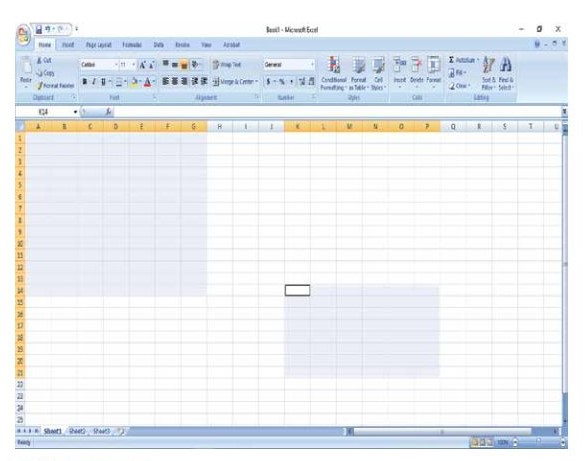 Book1 - Microsoft Excel
Home Insert Page Layout Formulas Data Review View Acrobat
Cut
Copy
Format Painter
Paste
Clipboard
Calibri 11
B I U
Font
Wrap Text
Merge & Center
Alignment
General
$ % ,
Number
Conditional Formatting Format as Table Cell Styles
Styles
Insert Delete Format
Cells
AutoSum
Fill
Clear
Sort & Filter Find & Select
Editing
K14 fx
A B C D E F G H I J K L M N O P Q R S T U
1
2
3
4
5
6
7
8
9
10
11
12
13
14
15
16
17
18
19
20
21
22
23
24
25
Sheet1 Sheet2 Sheet3
Ready 100%